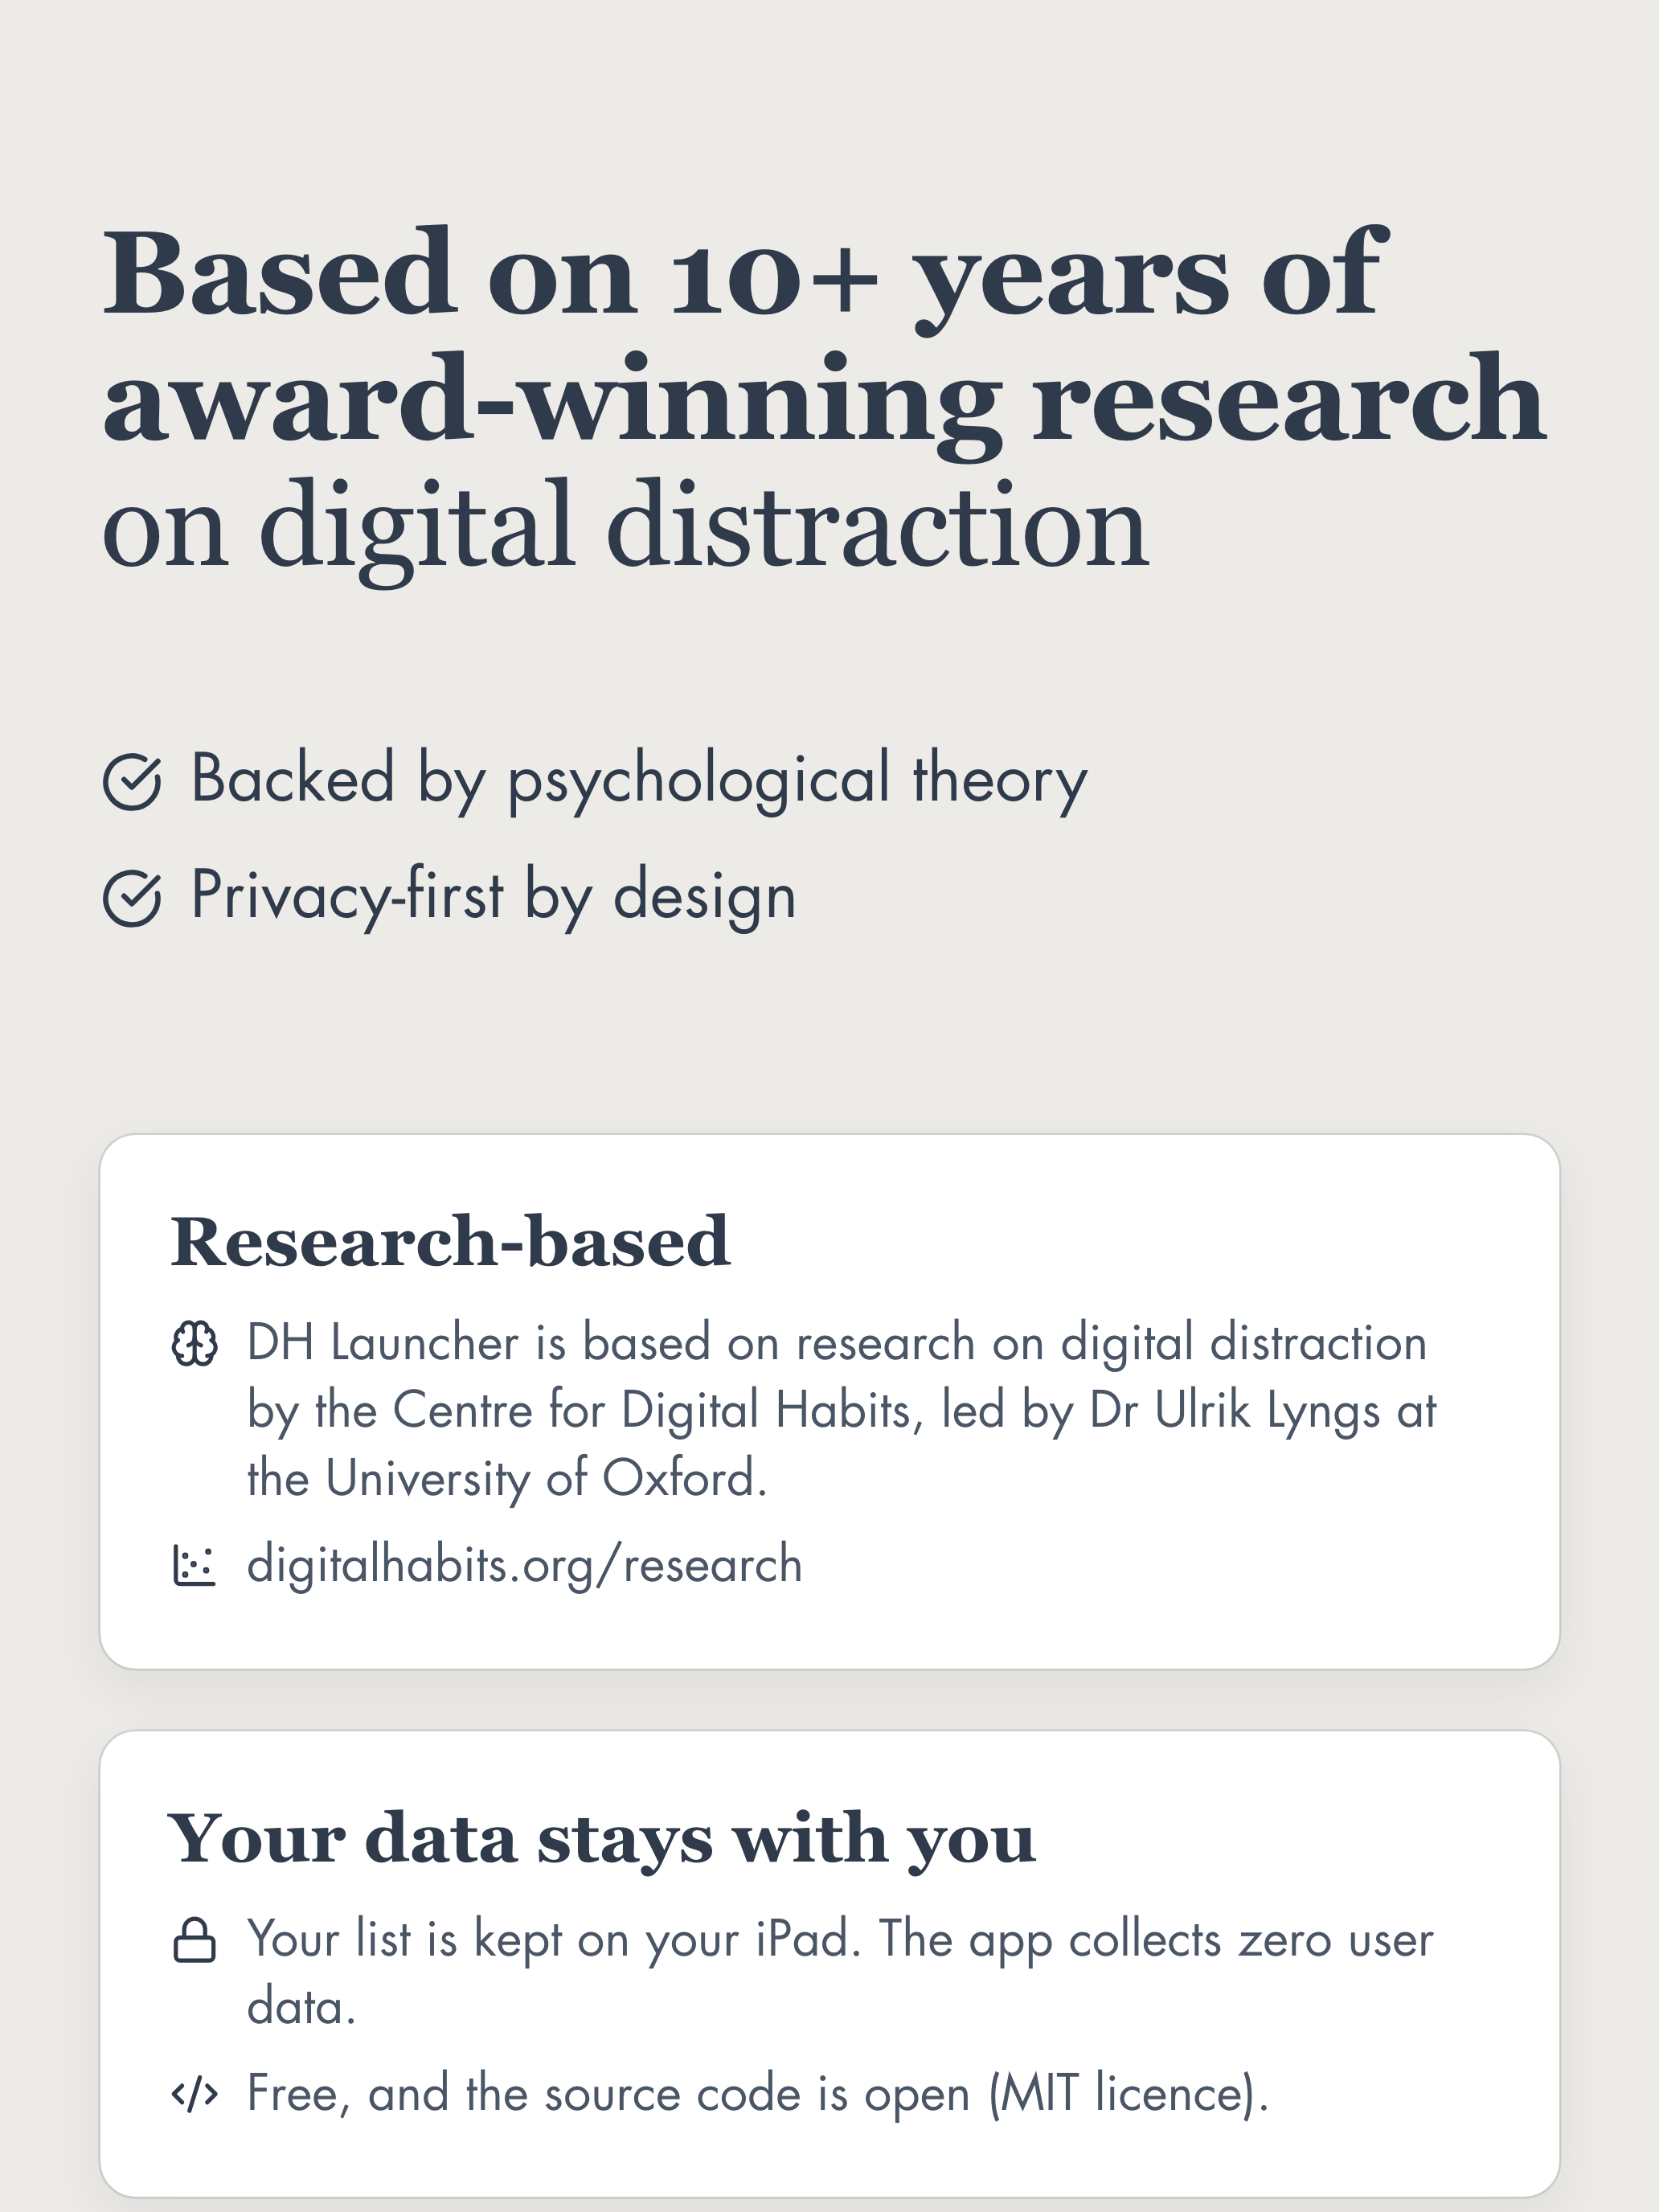 Based on 10+ years of
award-winning research
on digital distraction
Backed by psychological theory
Privacy-first by design
Research-based
DH Launcher is based on research on digital distraction
by the Centre for Digital Habits, led by Dr Ulrik Lyngs at
the University of Oxford.
digitalhabits.org/research
Your data stays with you
Your list is kept on your iPad. The app collects zero user
data.
Free, and the source code is open (MIT licence).